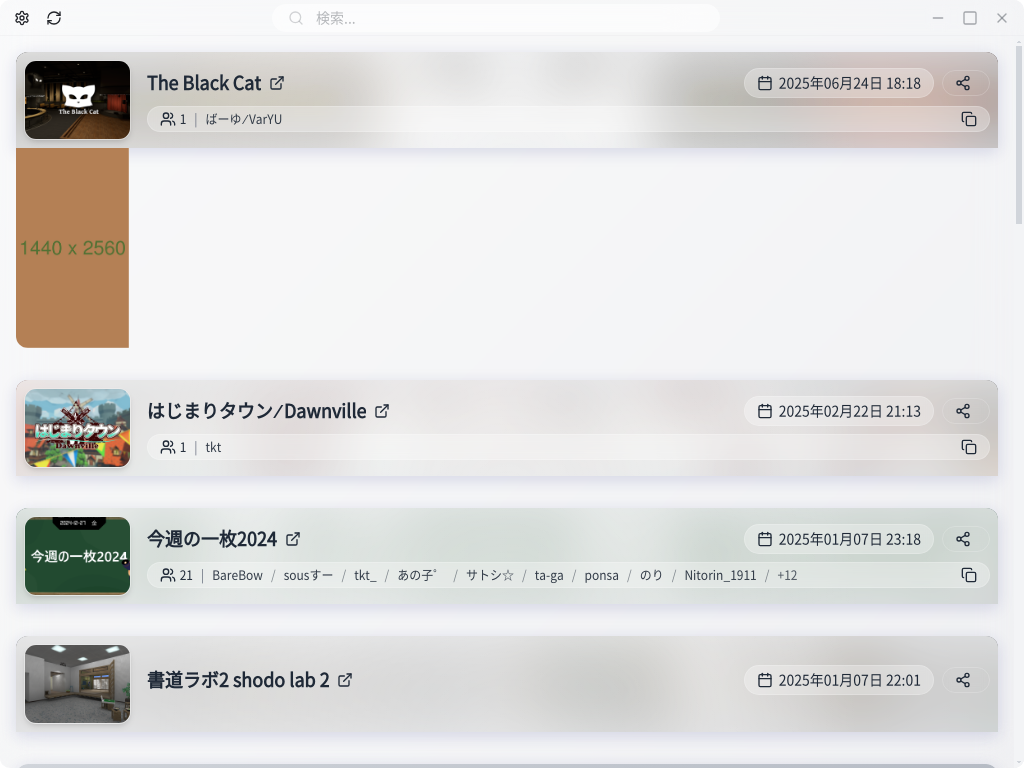 検索...
The Black Cat
2025年06月24日 18:18
The Black Cat
1 | ばーゆ/VarYU
1440 x 2560
はじまりタウン/Dawnville
2025年02月22日 21:13
はじまりタウン
Dawnville
1 | tkt
今週の一枚2024
2025年01月07日 23:18
今週の一枚2024
21 | BareBow / sousすー / tkt_ / あの子゜ / サトシ☆ / ta-ga / ponsa / のり / Nitorin_1911 / +12
書道ラボ2 shodo lab 2
2025年01月07日 22:01